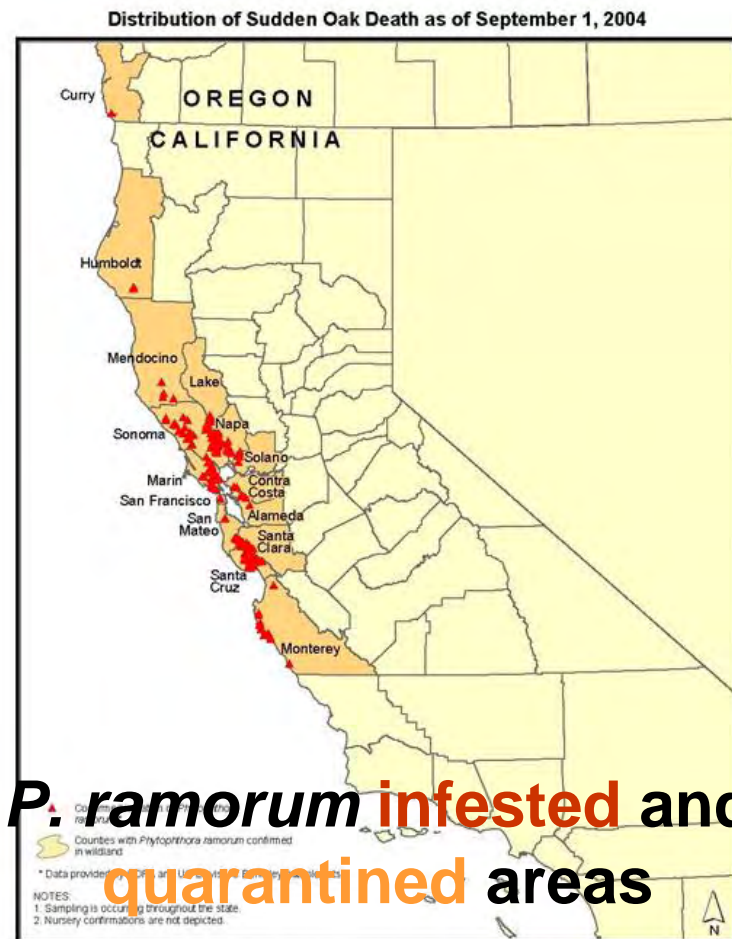 Distribution of Sudden Oak Death as of September 1, 2004
Curry
OREGON
CALIFORNIA
Humboldt
Mendocino
Lake
Napa
Sonoma
Solano
Marin
Contra
Costa
San Francisco
Alameda
San
Mateo
Santa
Clara
Santa
Cruz
Monterey
P. ramorum infested and
quarantined areas
Counties with Phytophthora ramorum confirmed
in wildland
* Data provided
NOTES:
1. Sampling is occurring throughout the state.
2. Nursery confirmations are not depicted.
N